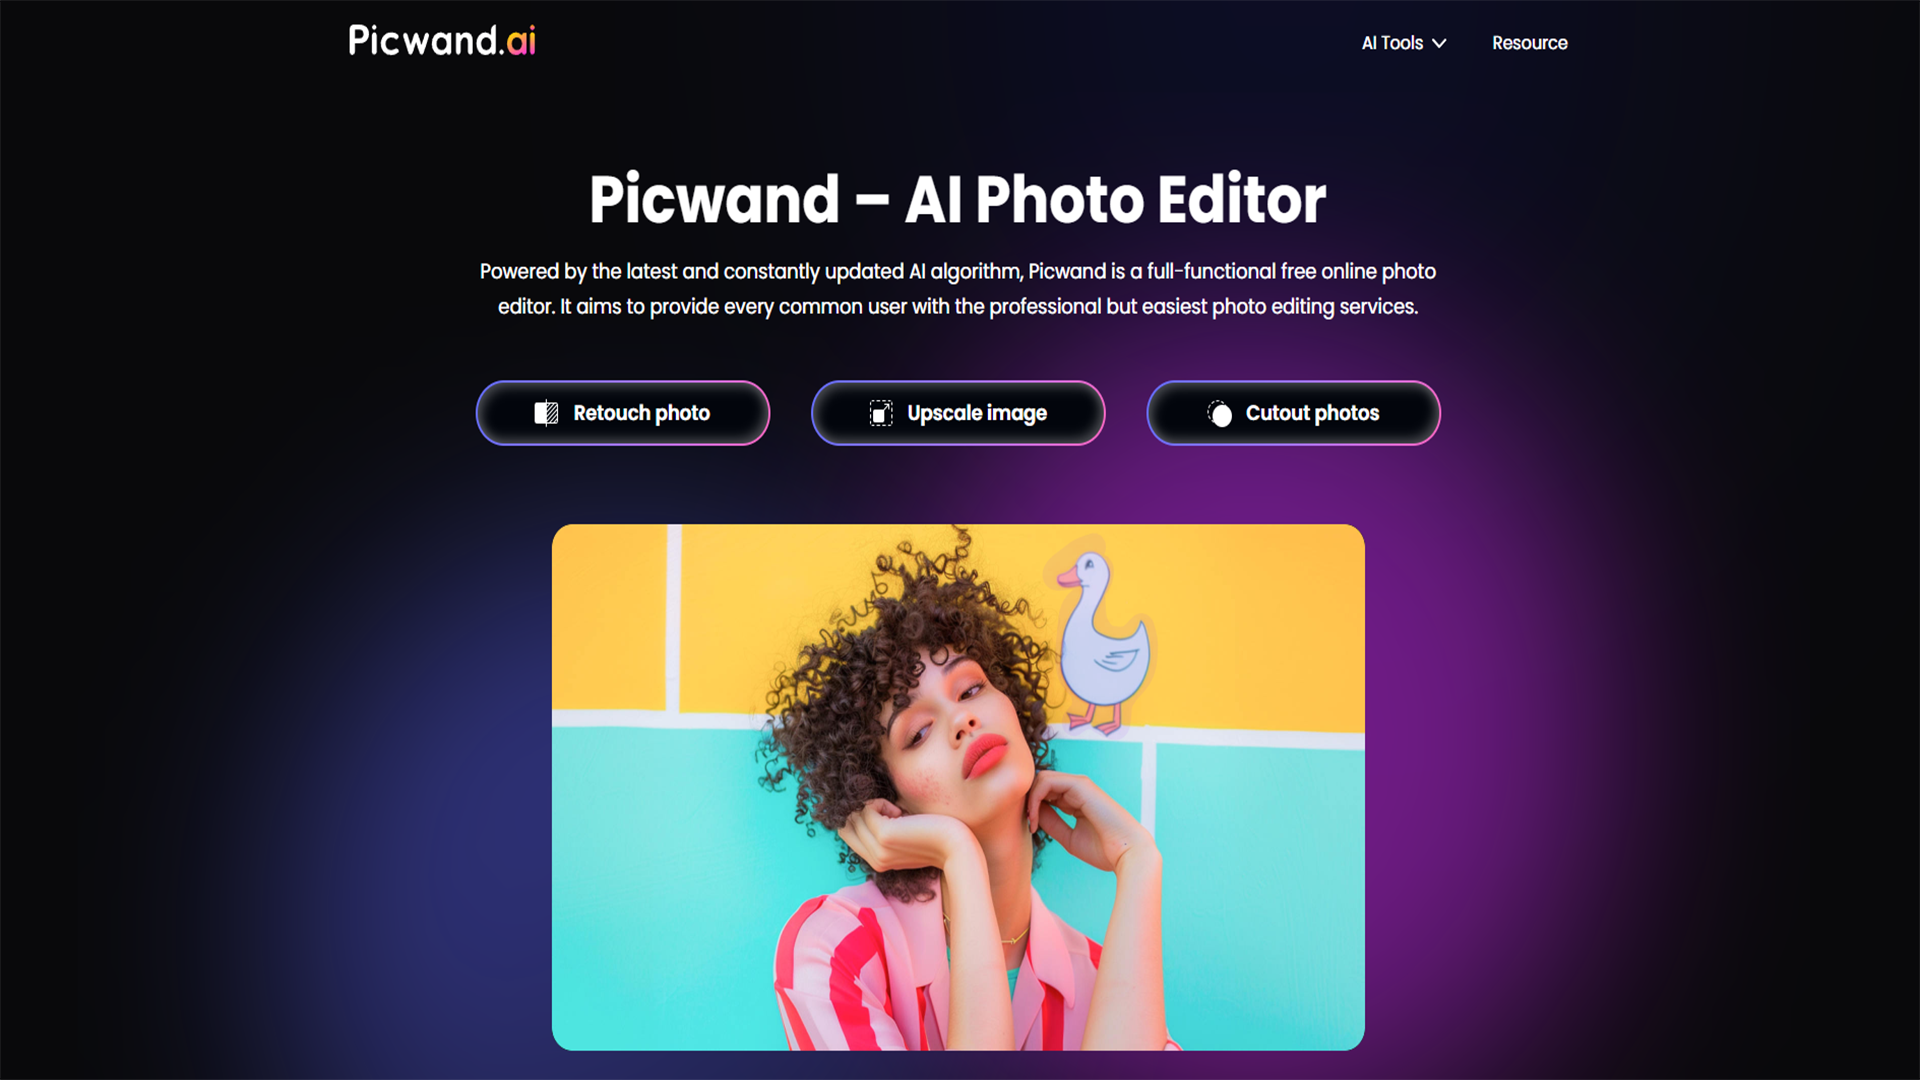 Picwand.ai
AI Tools
Resource
Picwand – AI Photo Editor
Powered by the latest and constantly updated AI algorithm, Picwand is a full-functional free online photo
editor. It aims to provide every common user with the professional but easiest photo editing services.
Retouch photo
Upscale image
Cutout photos